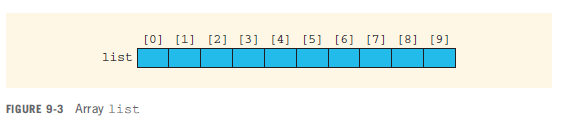 [0] [1] [2] [3] [4] [5] [6] [7] [8] [9]
list
FIGURE 9-3 Array list